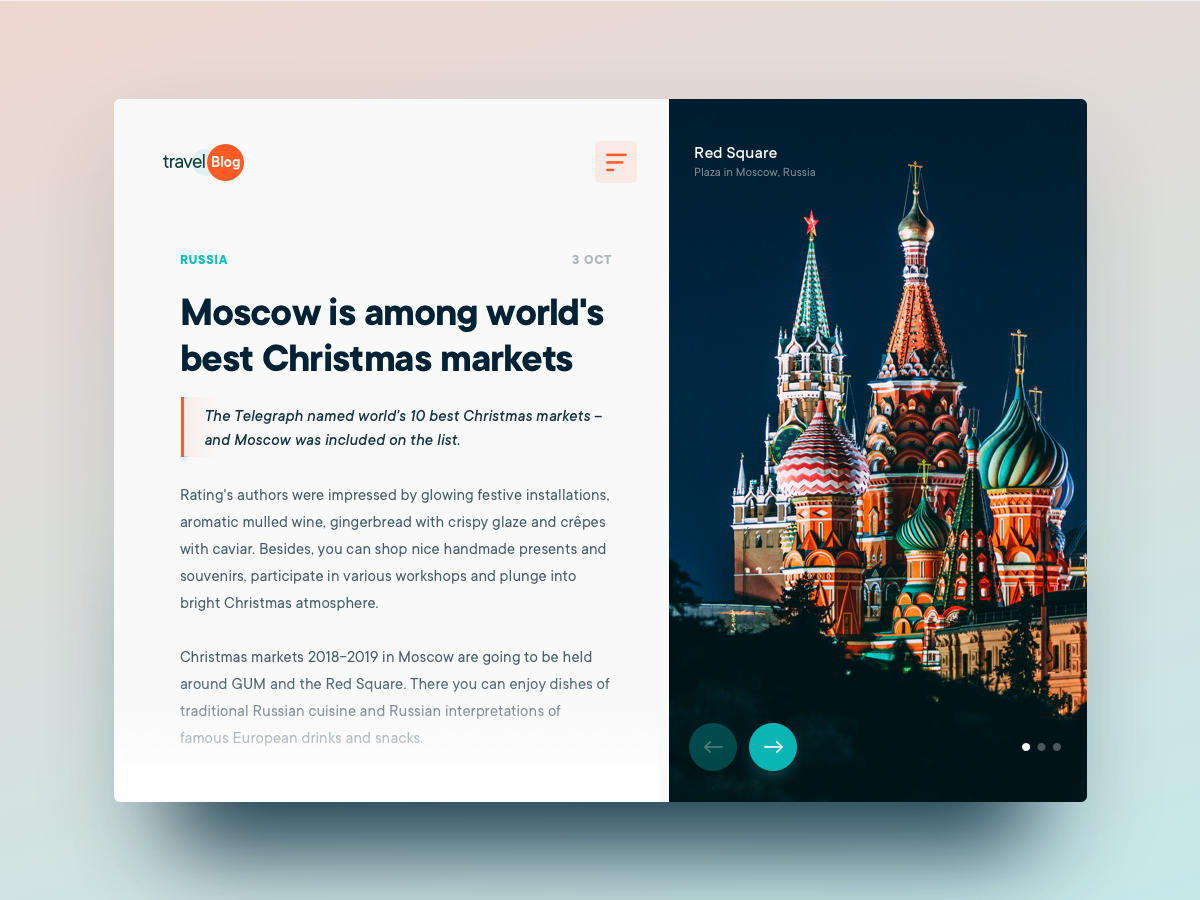 travel Blog
RUSSIA
3 OCT
Moscow is among world's
best Christmas markets
The Telegraph named world's 10 best Christmas markets –
and Moscow was included on the list.
Rating's authors were impressed by glowing festive installations,
aromatic mulled wine, gingerbread with crispy glaze and crêpes
with caviar. Besides, you can shop nice handmade presents and
souvenirs, participate in various workshops and plunge into
bright Christmas atmosphere.
Christmas markets 2018–2019 in Moscow are going to be held
around GUM and the Red Square. There you can enjoy dishes of
traditional Russian cuisine and Russian interpretations of
famous European drinks and snacks.
Red Square
Plaza in Moscow, Russia